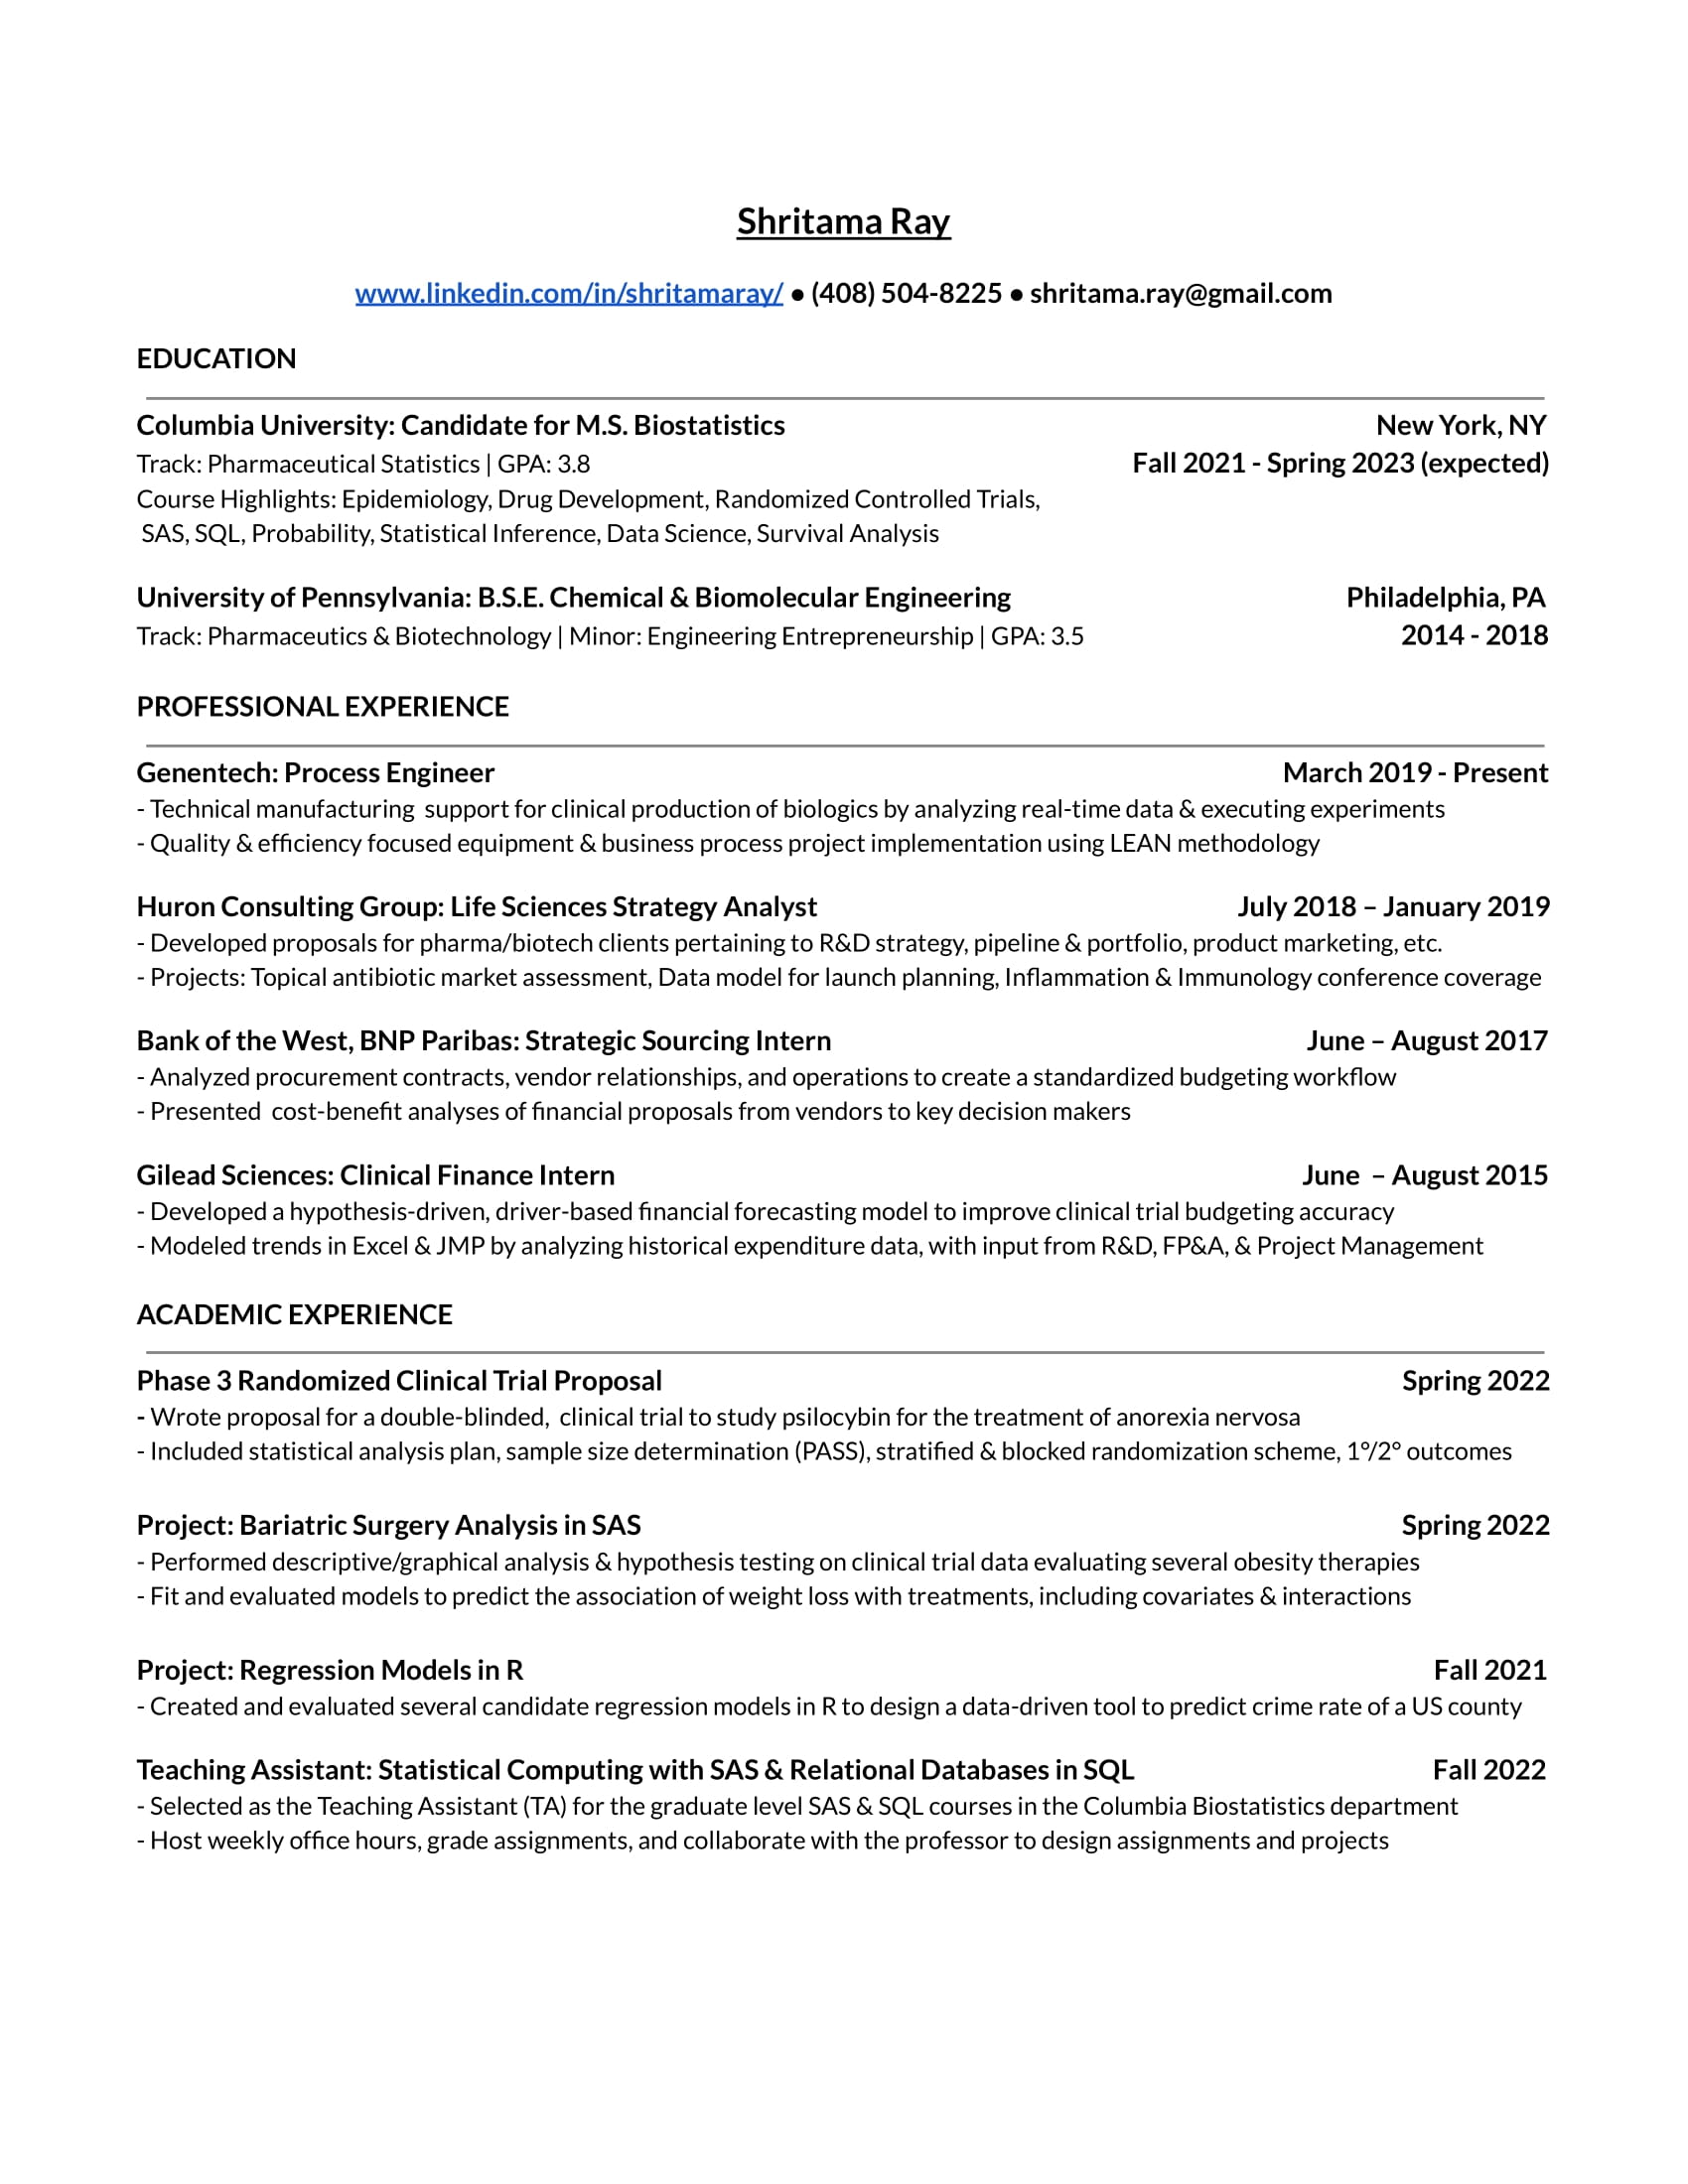 Shritama Ray
www.linkedin.com/in/shritamaray/ ● (408) 504-8225 ● shritama.ray@gmail.com
EDUCATION
Columbia University: Candidate for M.S. Biostatistics New York, NY
Track: Pharmaceutical Statistics | GPA: 3.8 Fall 2021 - Spring 2023 (expected)
Course Highlights: Epidemiology, Drug Development, Randomized Controlled Trials,
SAS, SQL, Probability, Statistical Inference, Data Science, Survival Analysis
University of Pennsylvania: B.S.E. Chemical & Biomolecular Engineering Philadelphia, PA
Track: Pharmaceutics & Biotechnology | Minor: Engineering Entrepreneurship | GPA: 3.5 2014 - 2018
PROFESSIONAL EXPERIENCE
Genentech: Process Engineer March 2019 - Present
- Technical manufacturing support for clinical production of biologics by analyzing real-time data & executing experiments
- Quality & efficiency focused equipment & business process project implementation using LEAN methodology
Huron Consulting Group: Life Sciences Strategy Analyst July 2018 – January 2019
- Developed proposals for pharma/biotech clients pertaining to R&D strategy, pipeline & portfolio, product marketing, etc.
- Projects: Topical antibiotic market assessment, Data model for launch planning, Inflammation & Immunology conference coverage
Bank of the West, BNP Paribas: Strategic Sourcing Intern June – August 2017
- Analyzed procurement contracts, vendor relationships, and operations to create a standardized budgeting workflow
- Presented cost-benefit analyses of financial proposals from vendors to key decision makers
Gilead Sciences: Clinical Finance Intern June – August 2015
- Developed a hypothesis-driven, driver-based financial forecasting model to improve clinical trial budgeting accuracy
- Modeled trends in Excel & JMP by analyzing historical expenditure data, with input from R&D, FP&A, & Project Management
ACADEMIC EXPERIENCE
Phase 3 Randomized Clinical Trial Proposal Spring 2022
- Wrote proposal for a double-blinded, clinical trial to study psilocybin for the treatment of anorexia nervosa
- Included statistical analysis plan, sample size determination (PASS), stratified & blocked randomization scheme, 1°/2° outcomes
Project: Bariatric Surgery Analysis in SAS Spring 2022
- Performed descriptive/graphical analysis & hypothesis testing on clinical trial data evaluating several obesity therapies
- Fit and evaluated models to predict the association of weight loss with treatments, including covariates & interactions
Project: Regression Models in R Fall 2021
- Created and evaluated several candidate regression models in R to design a data-driven tool to predict crime rate of a US county
Teaching Assistant: Statistical Computing with SAS & Relational Databases in SQL Fall 2022
- Selected as the Teaching Assistant (TA) for the graduate level SAS & SQL courses in the Columbia Biostatistics department
- Host weekly office hours, grade assignments, and collaborate with the professor to design assignments and projects